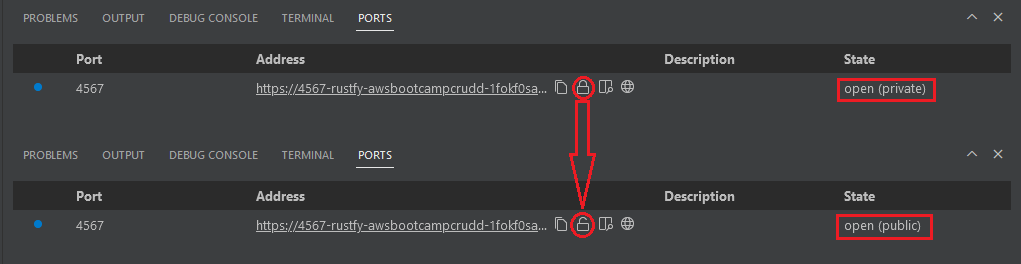 PROBLEMS OUTPUT DEBUG CONSOLE TERMINAL PORTS
Port Address Description State
4567 https://4567-rustfy-awsbootcampcrudd-1fokf0sa... open (private)
PROBLEMS OUTPUT DEBUG CONSOLE TERMINAL PORTS
Port Address Description State
4567 https://4567-rustfy-awsbootcampcrudd-1fokf0sa... open (public)